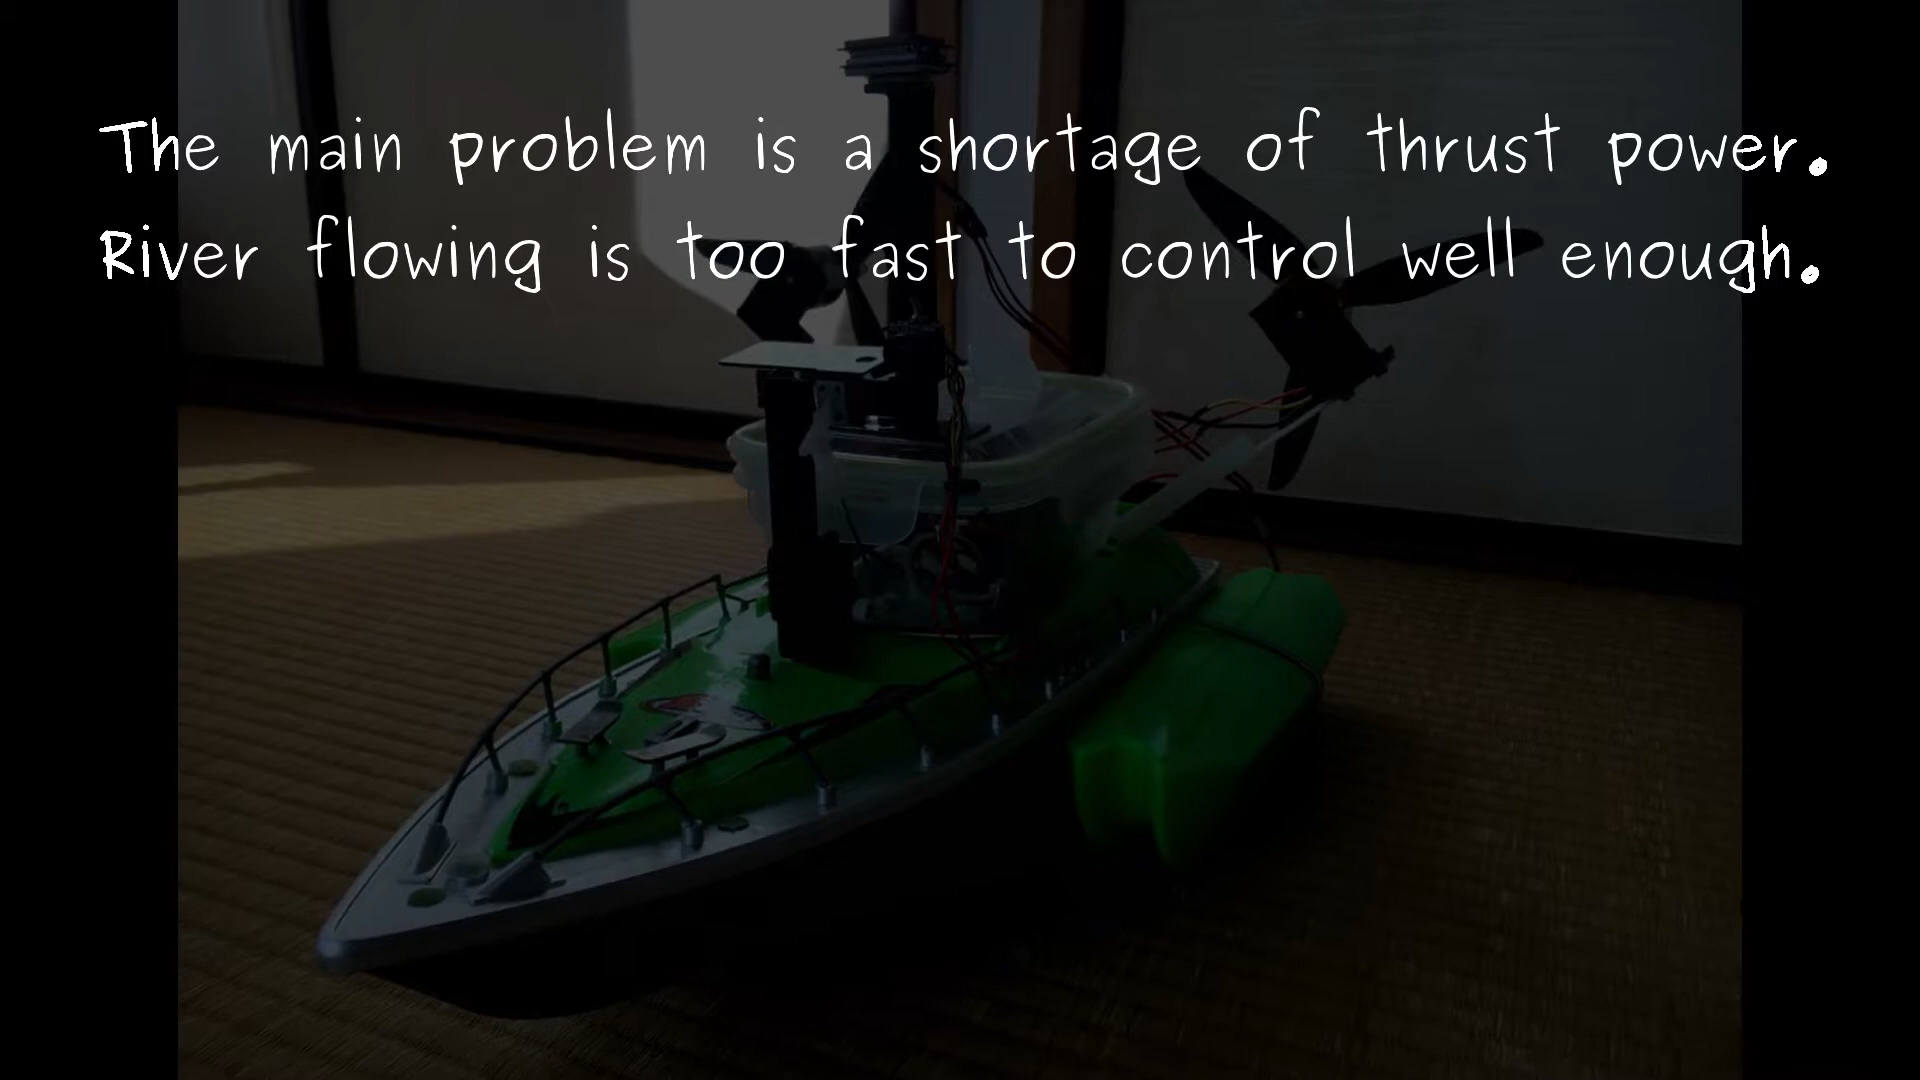 The main problem is a shortage of thrust power.
River flowing is too fast to control well enough.